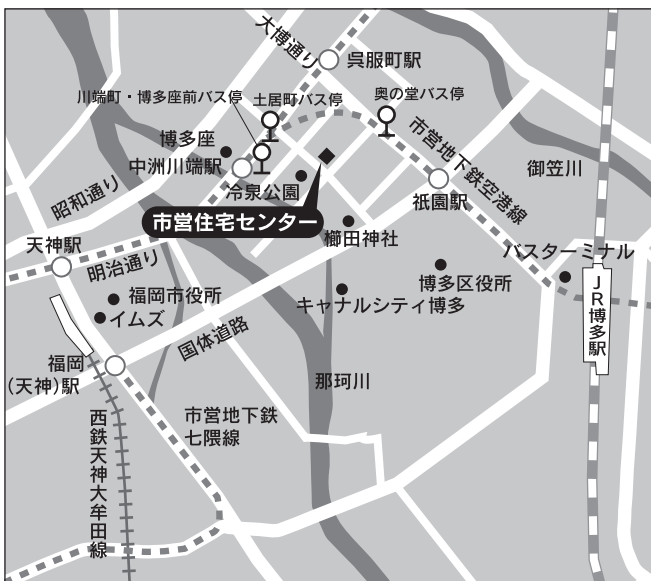 大博通り
呉服町駅
川端町・博多座前バス停
土居町バス停
奥の堂バス停
博多座
中洲川端駅
冷泉公園
市営地下鉄空港線
御笠川
祇園駅
昭和通り
市営住宅センター
櫛田神社
天神駅
明治通り
バスターミナル
博多区役所
福岡市役所
イムズ
キャナルシティ博多
JR博多駅
国体道路
福岡
(天神)駅
那珂川
市営地下鉄
七隈線
西鉄天神大牟田線